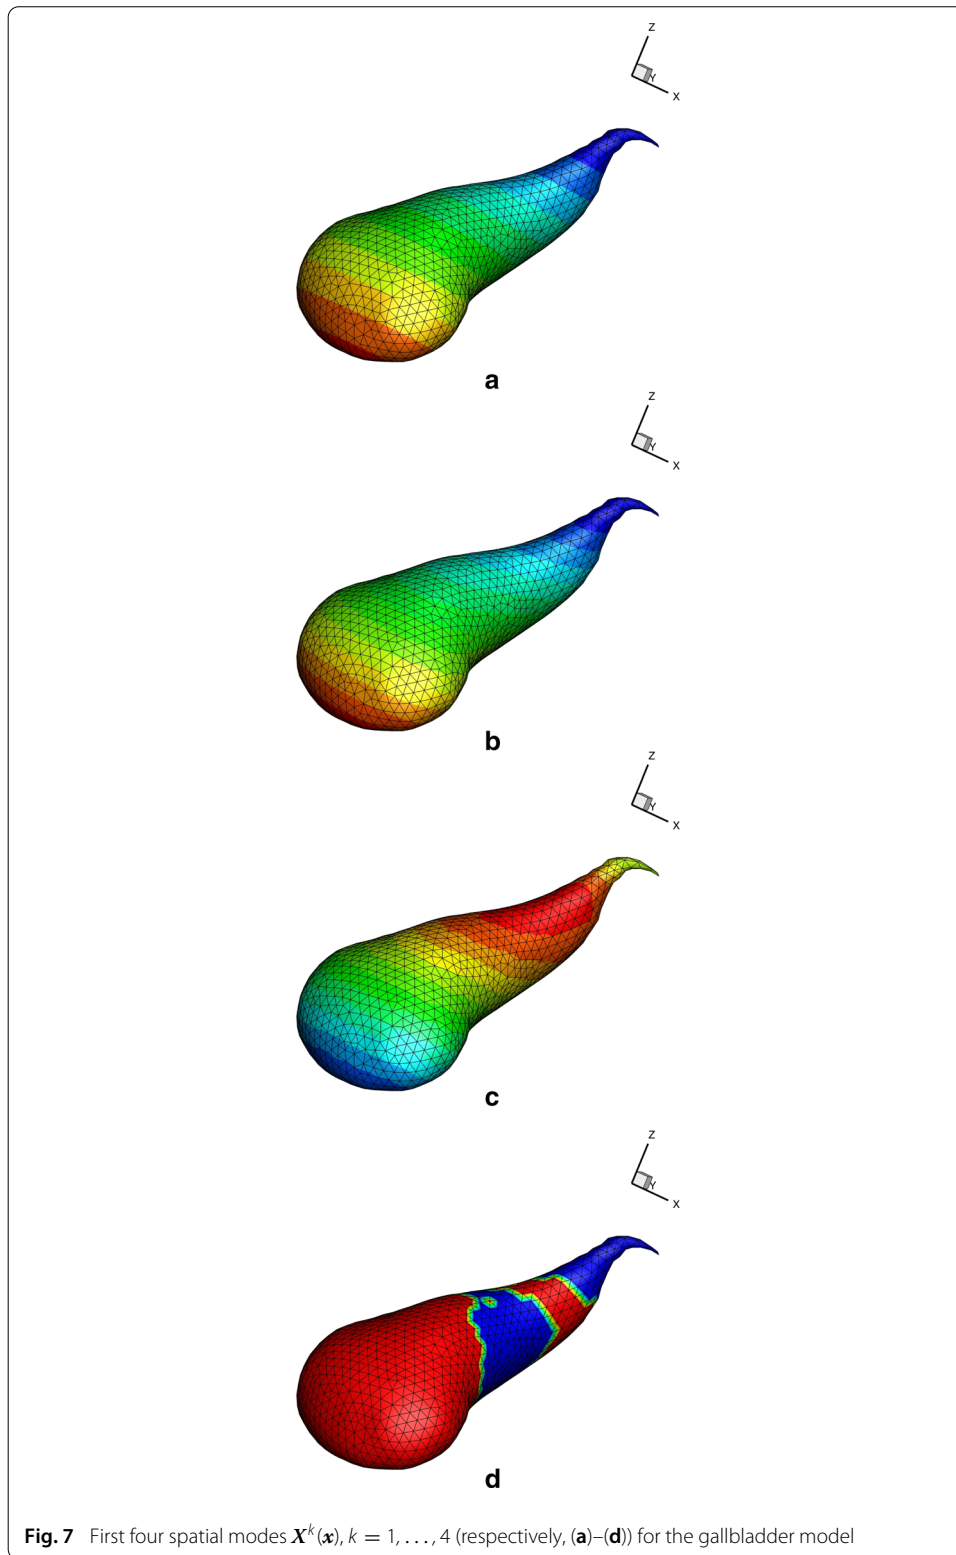 Z
Y
X
a
Z
Y
X
b
Z
Y
X
c
Z
Y
X
d
Fig. 7 First four spatial modes X^k(x), k = 1, . . . , 4 (respectively, (a)–(d)) for the gallbladder model